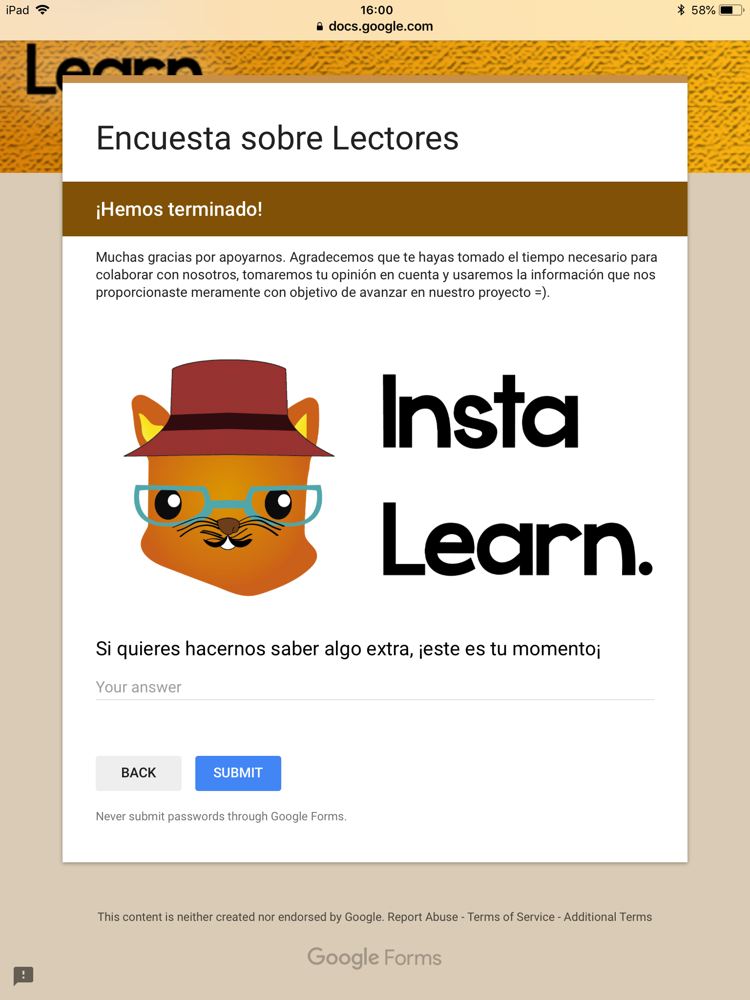 iPad 16:00 58%
docs.google.com
Learn
Encuesta sobre Lectores
¡Hemos terminado!
Muchas gracias por apoyarnos. Agradecemos que te hayas tomado el tiempo necesario para
colaborar con nosotros, tomaremos tu opinión en cuenta y usaremos la información que nos
proporcionaste meramente con objetivo de avanzar en nuestro proyecto =).
Insta
Learn.
Si quieres hacernos saber algo extra, ¡este es tu momento¡
Your answer
BACK SUBMIT
Never submit passwords through Google Forms.
This content is neither created nor endorsed by Google. Report Abuse - Terms of Service - Additional Terms
Google Forms